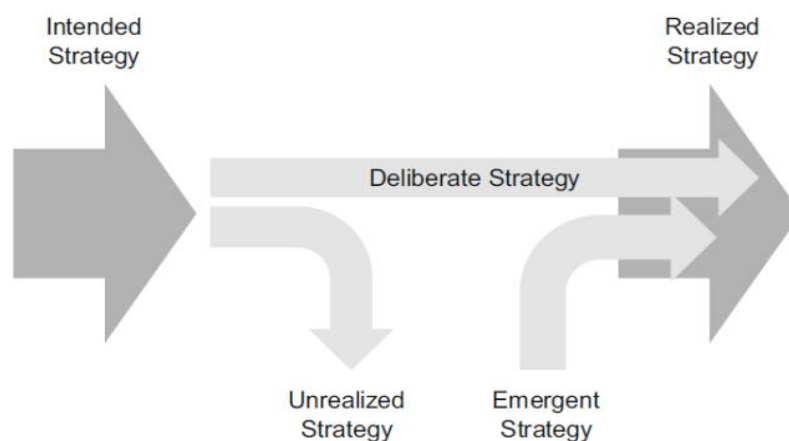 Intended
Strategy
Realized
Strategy
Deliberate Strategy
Unrealized
Strategy
Emergent
Strategy